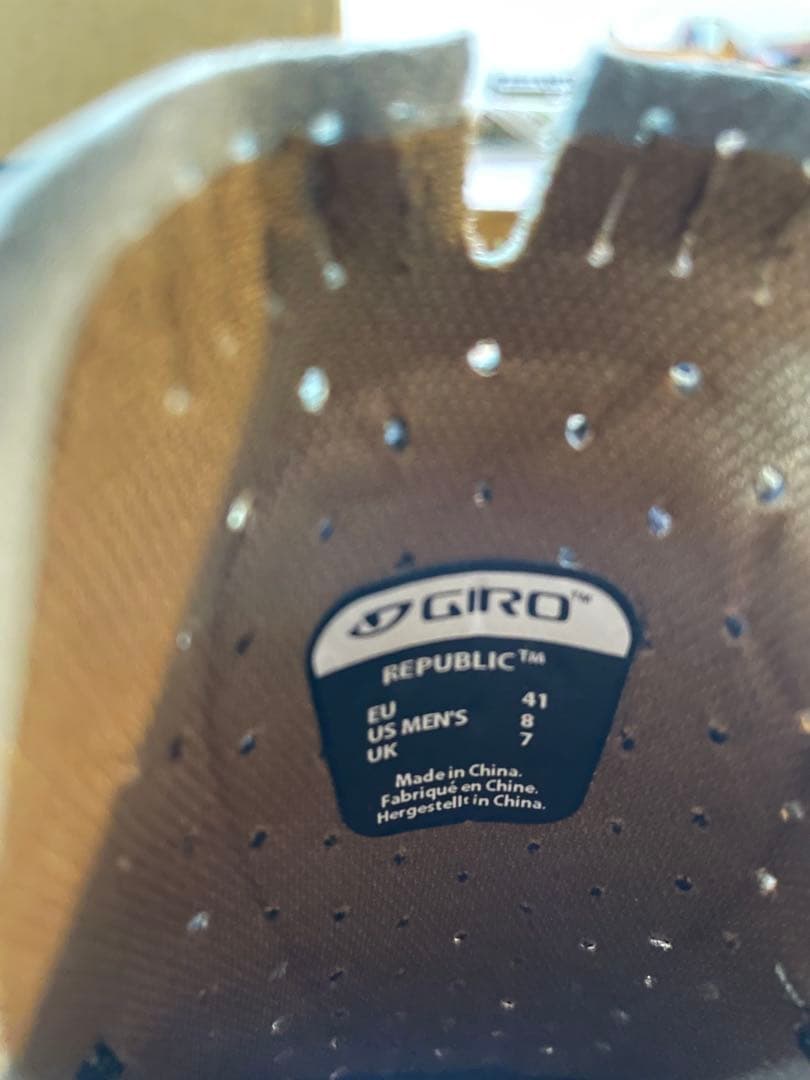 GIRO™
REPUBLIC™
EU 41
US MEN'S 8
UK 7
Made in China.
Fabriqué en Chine.
Hergestellt in China.